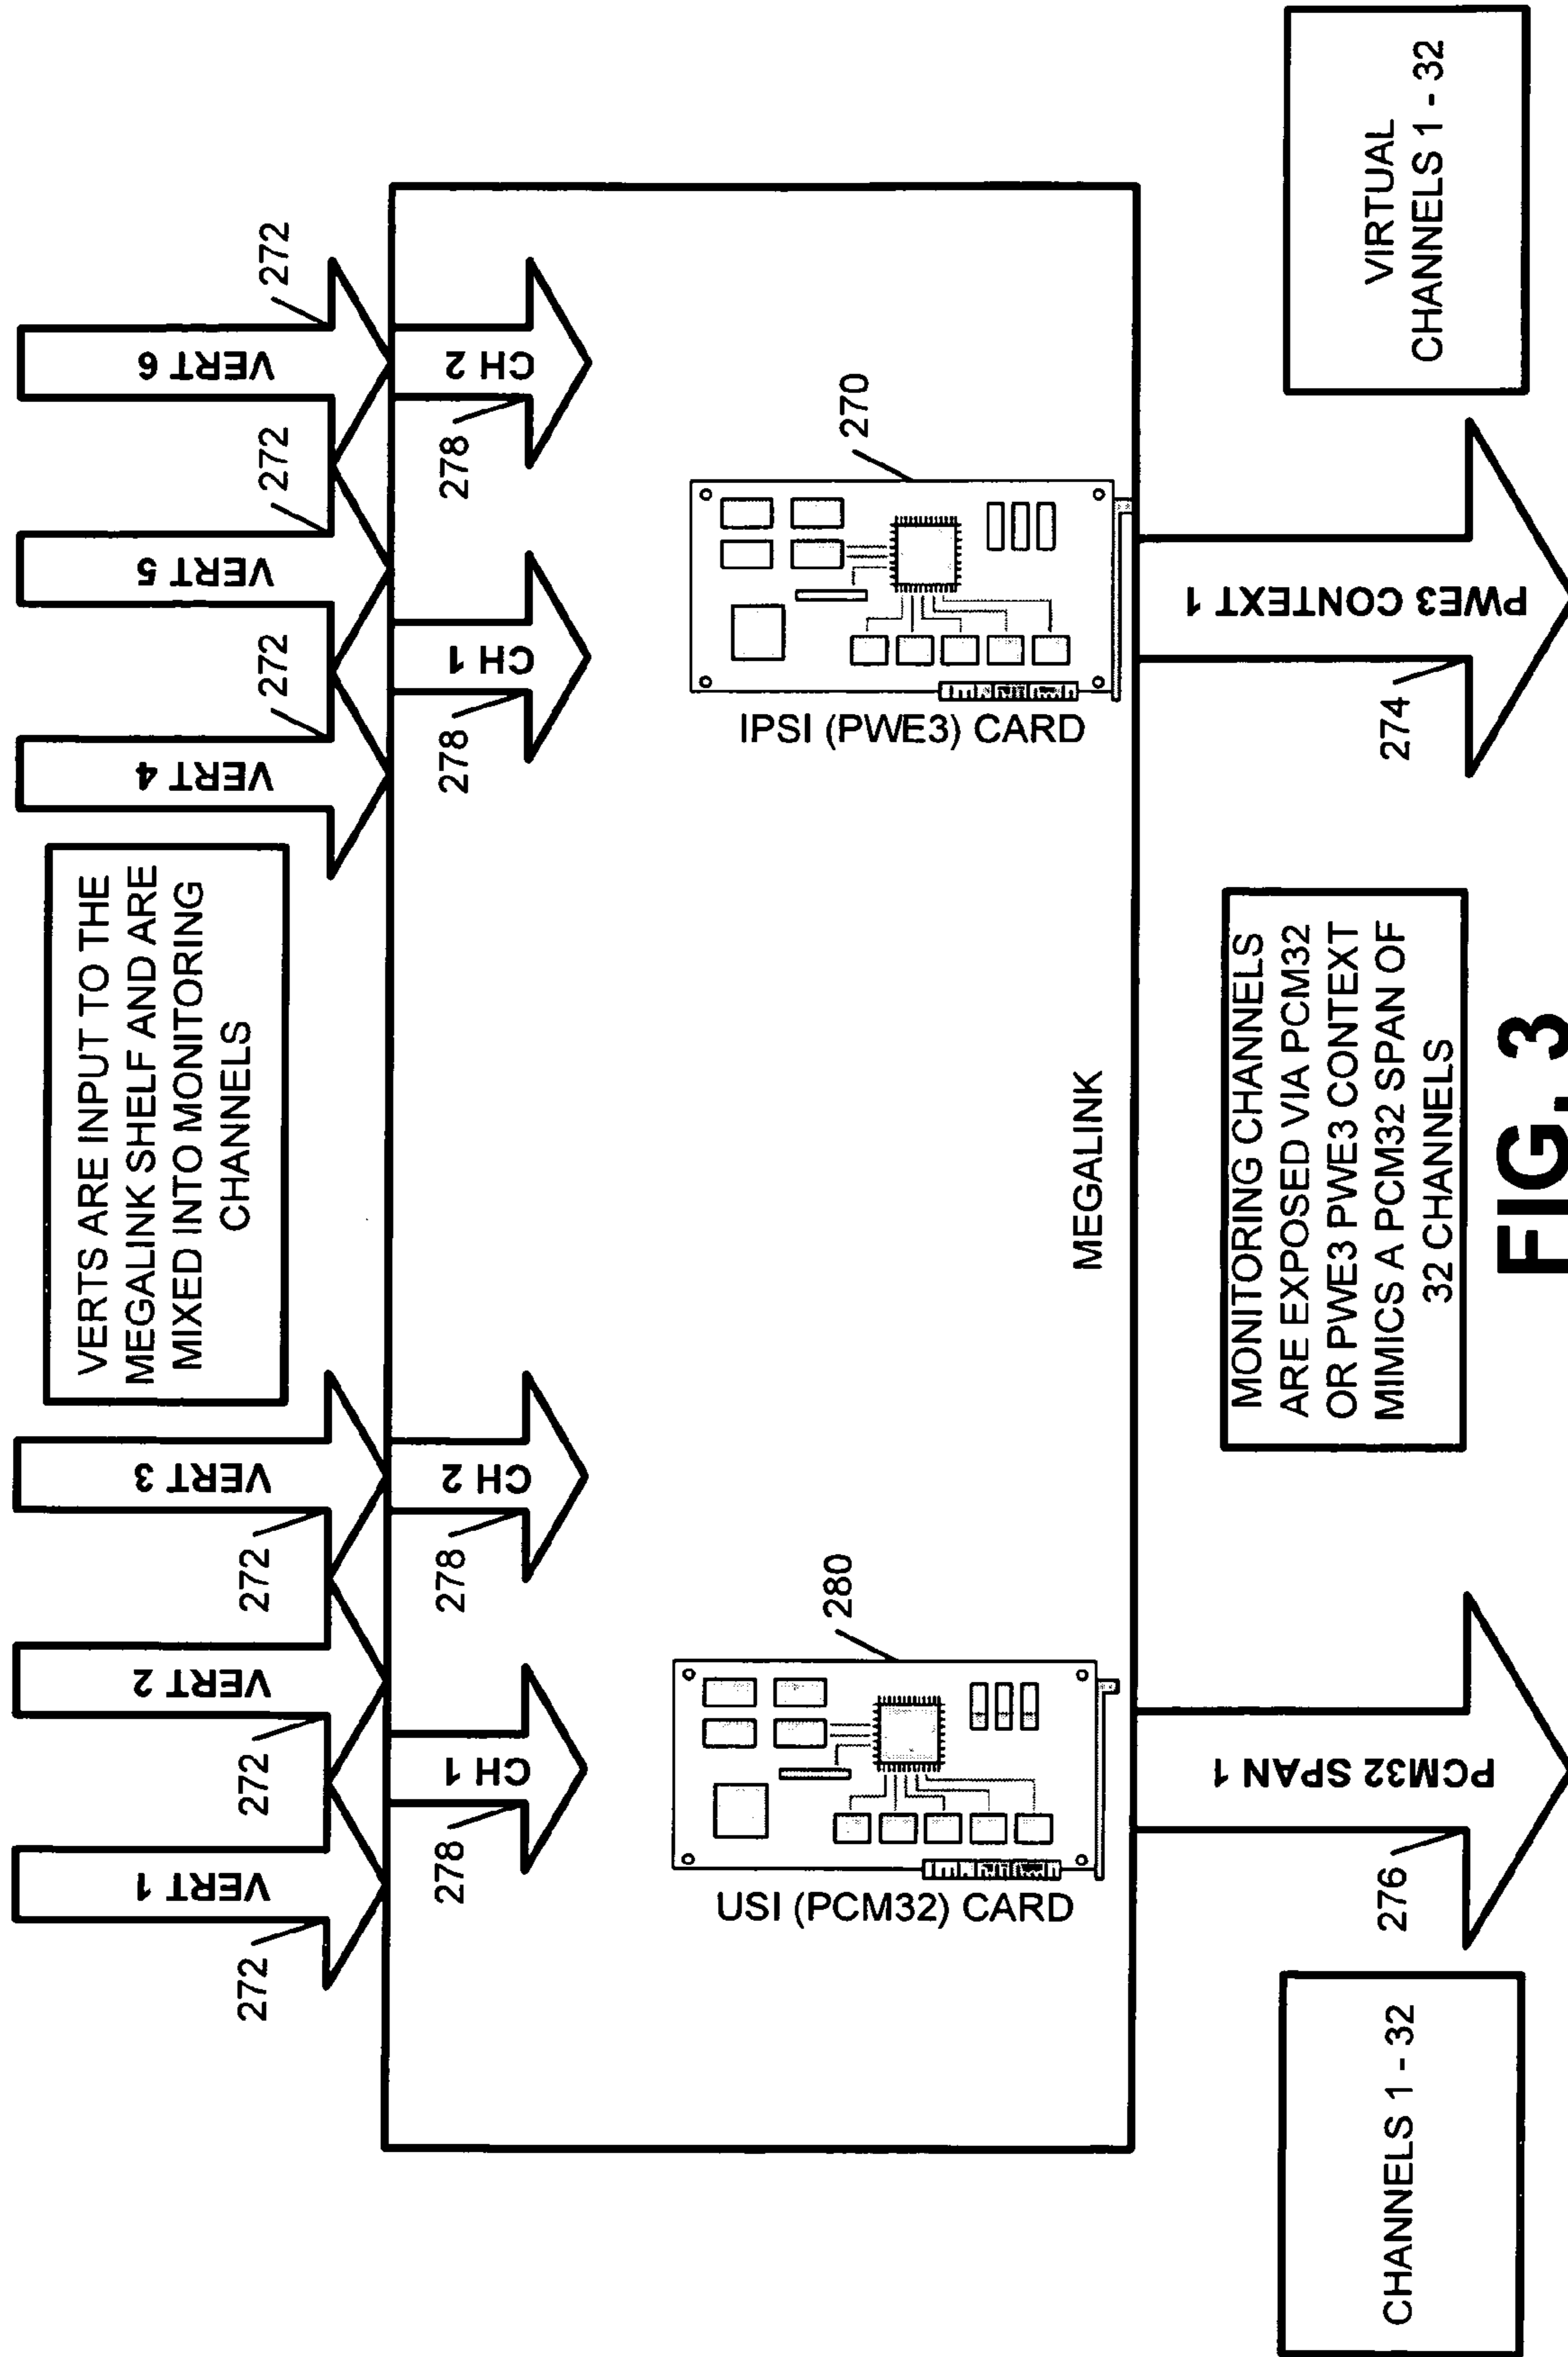 VERT 1
VERT 2
VERT 3
VERTS ARE INPUT TO THE
MEGALINK SHELF AND ARE
MIXED INTO MONITORING
CHANNELS
VERT 4
VERT 5
VERT 6
272
272
272
272
272
272
CH 1
CH 2
CH 1
CH 2
278
278
278
278
280
270
USI (PCM32) CARD
IPSI (PWE3) CARD
MEGALINK
CHANNELS 1 - 32
276
PCM32 SPAN 1
MONITORING CHANNELS
ARE EXPOSED VIA PCM32
OR PWE3 PWE3 CONTEXT
MIMICS A PCM32 SPAN OF
32 CHANNELS
274
PWE3 CONTEXT 1
VIRTUAL
CHANNELS 1 - 32
FIG. 3